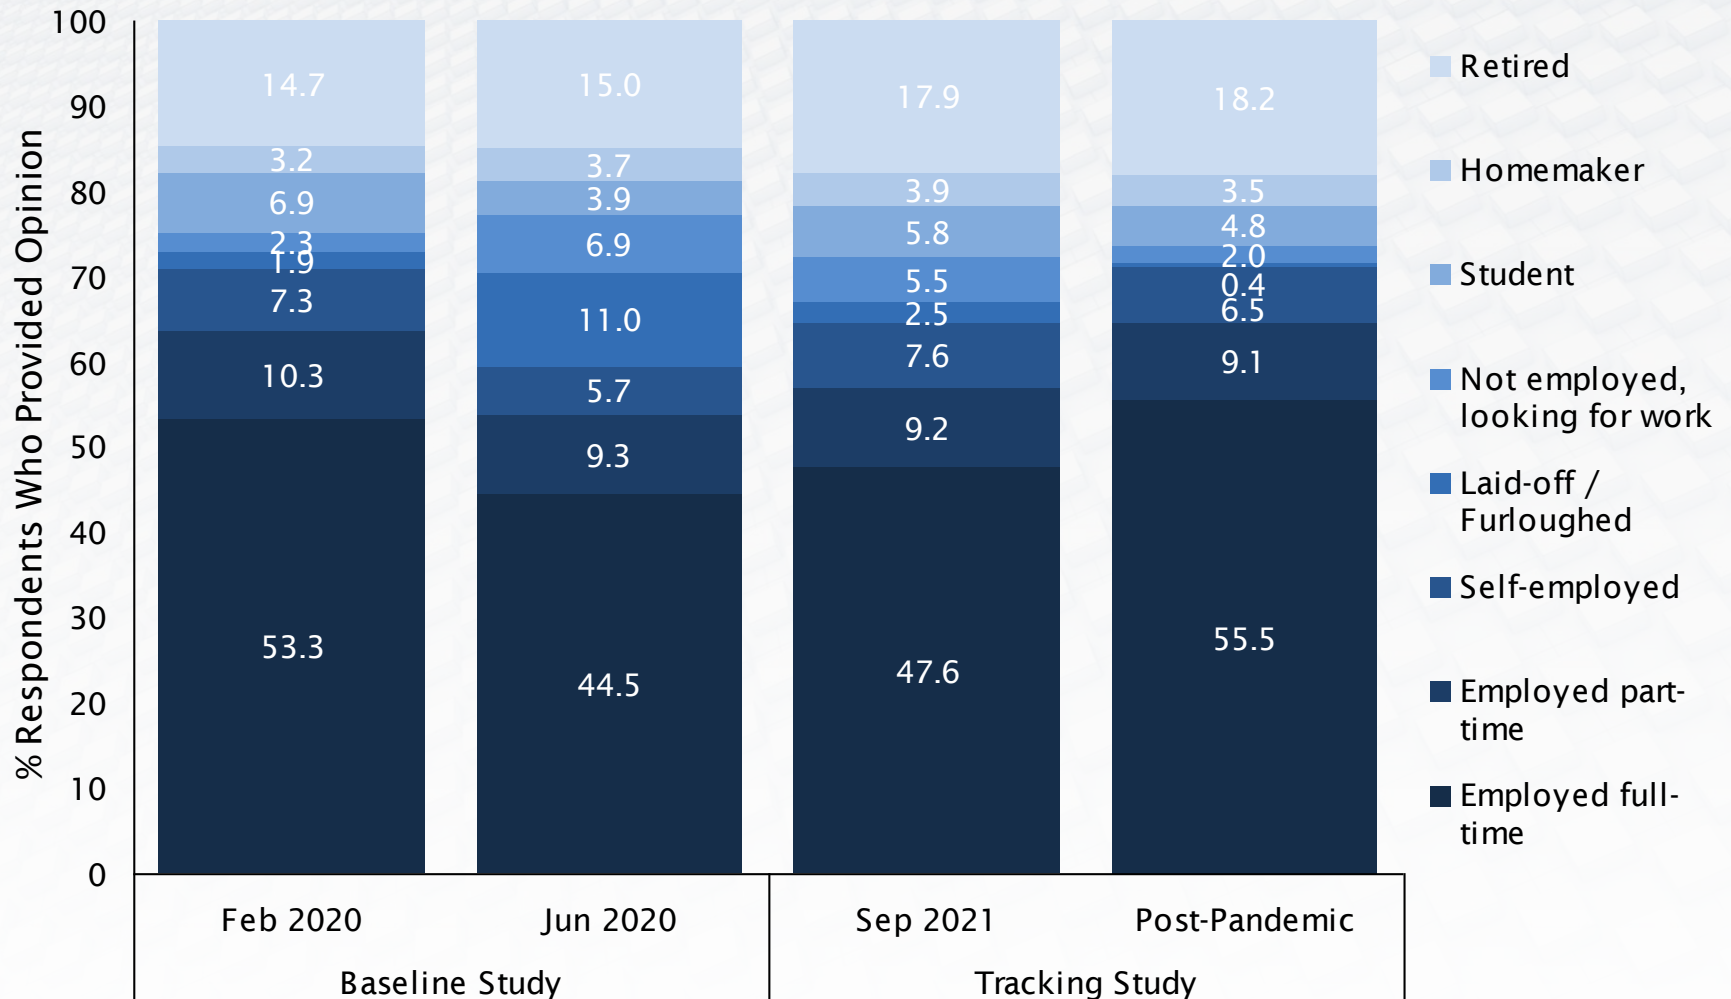 % Respondents Who Provided Opinion
100
90
80
70
60
50
40
30
20
10
0
14.7
3.2
6.9
2.3
1.9
7.3
10.3
53.3
15.0
3.7
3.9
6.9
11.0
5.7
9.3
44.5
17.9
3.9
5.8
5.5
2.5
7.6
9.2
47.6
18.2
3.5
4.8
2.0
0.4
6.5
9.1
55.5
Feb 2020
Jun 2020
Sep 2021
Post-Pandemic
Baseline Study
Tracking Study
Retired
Homemaker
Student
Not employed,
looking for work
Laid-off /
Furloughed
Self-employed
Employed part-
time
Employed full-
time